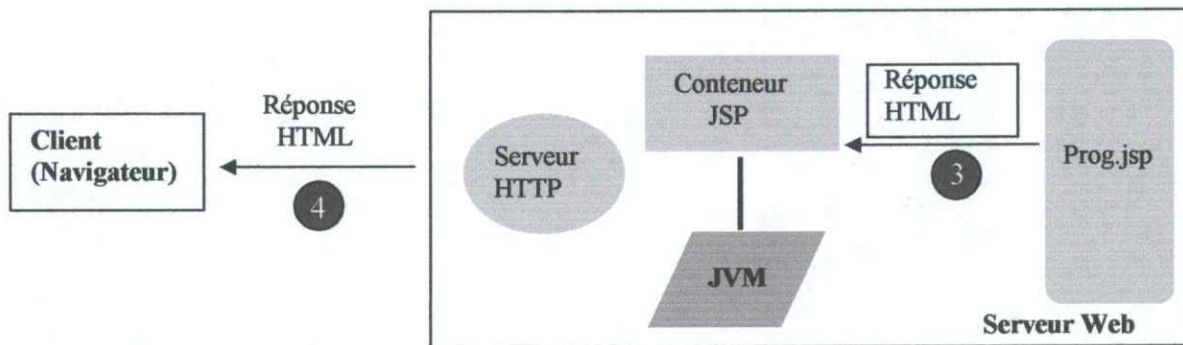 Client
(Navigateur)
Réponse
HTML
4
Serveur
HTTP
Conteneur
JSP
JVM
Réponse
HTML
3
Prog.jsp
Serveur Web